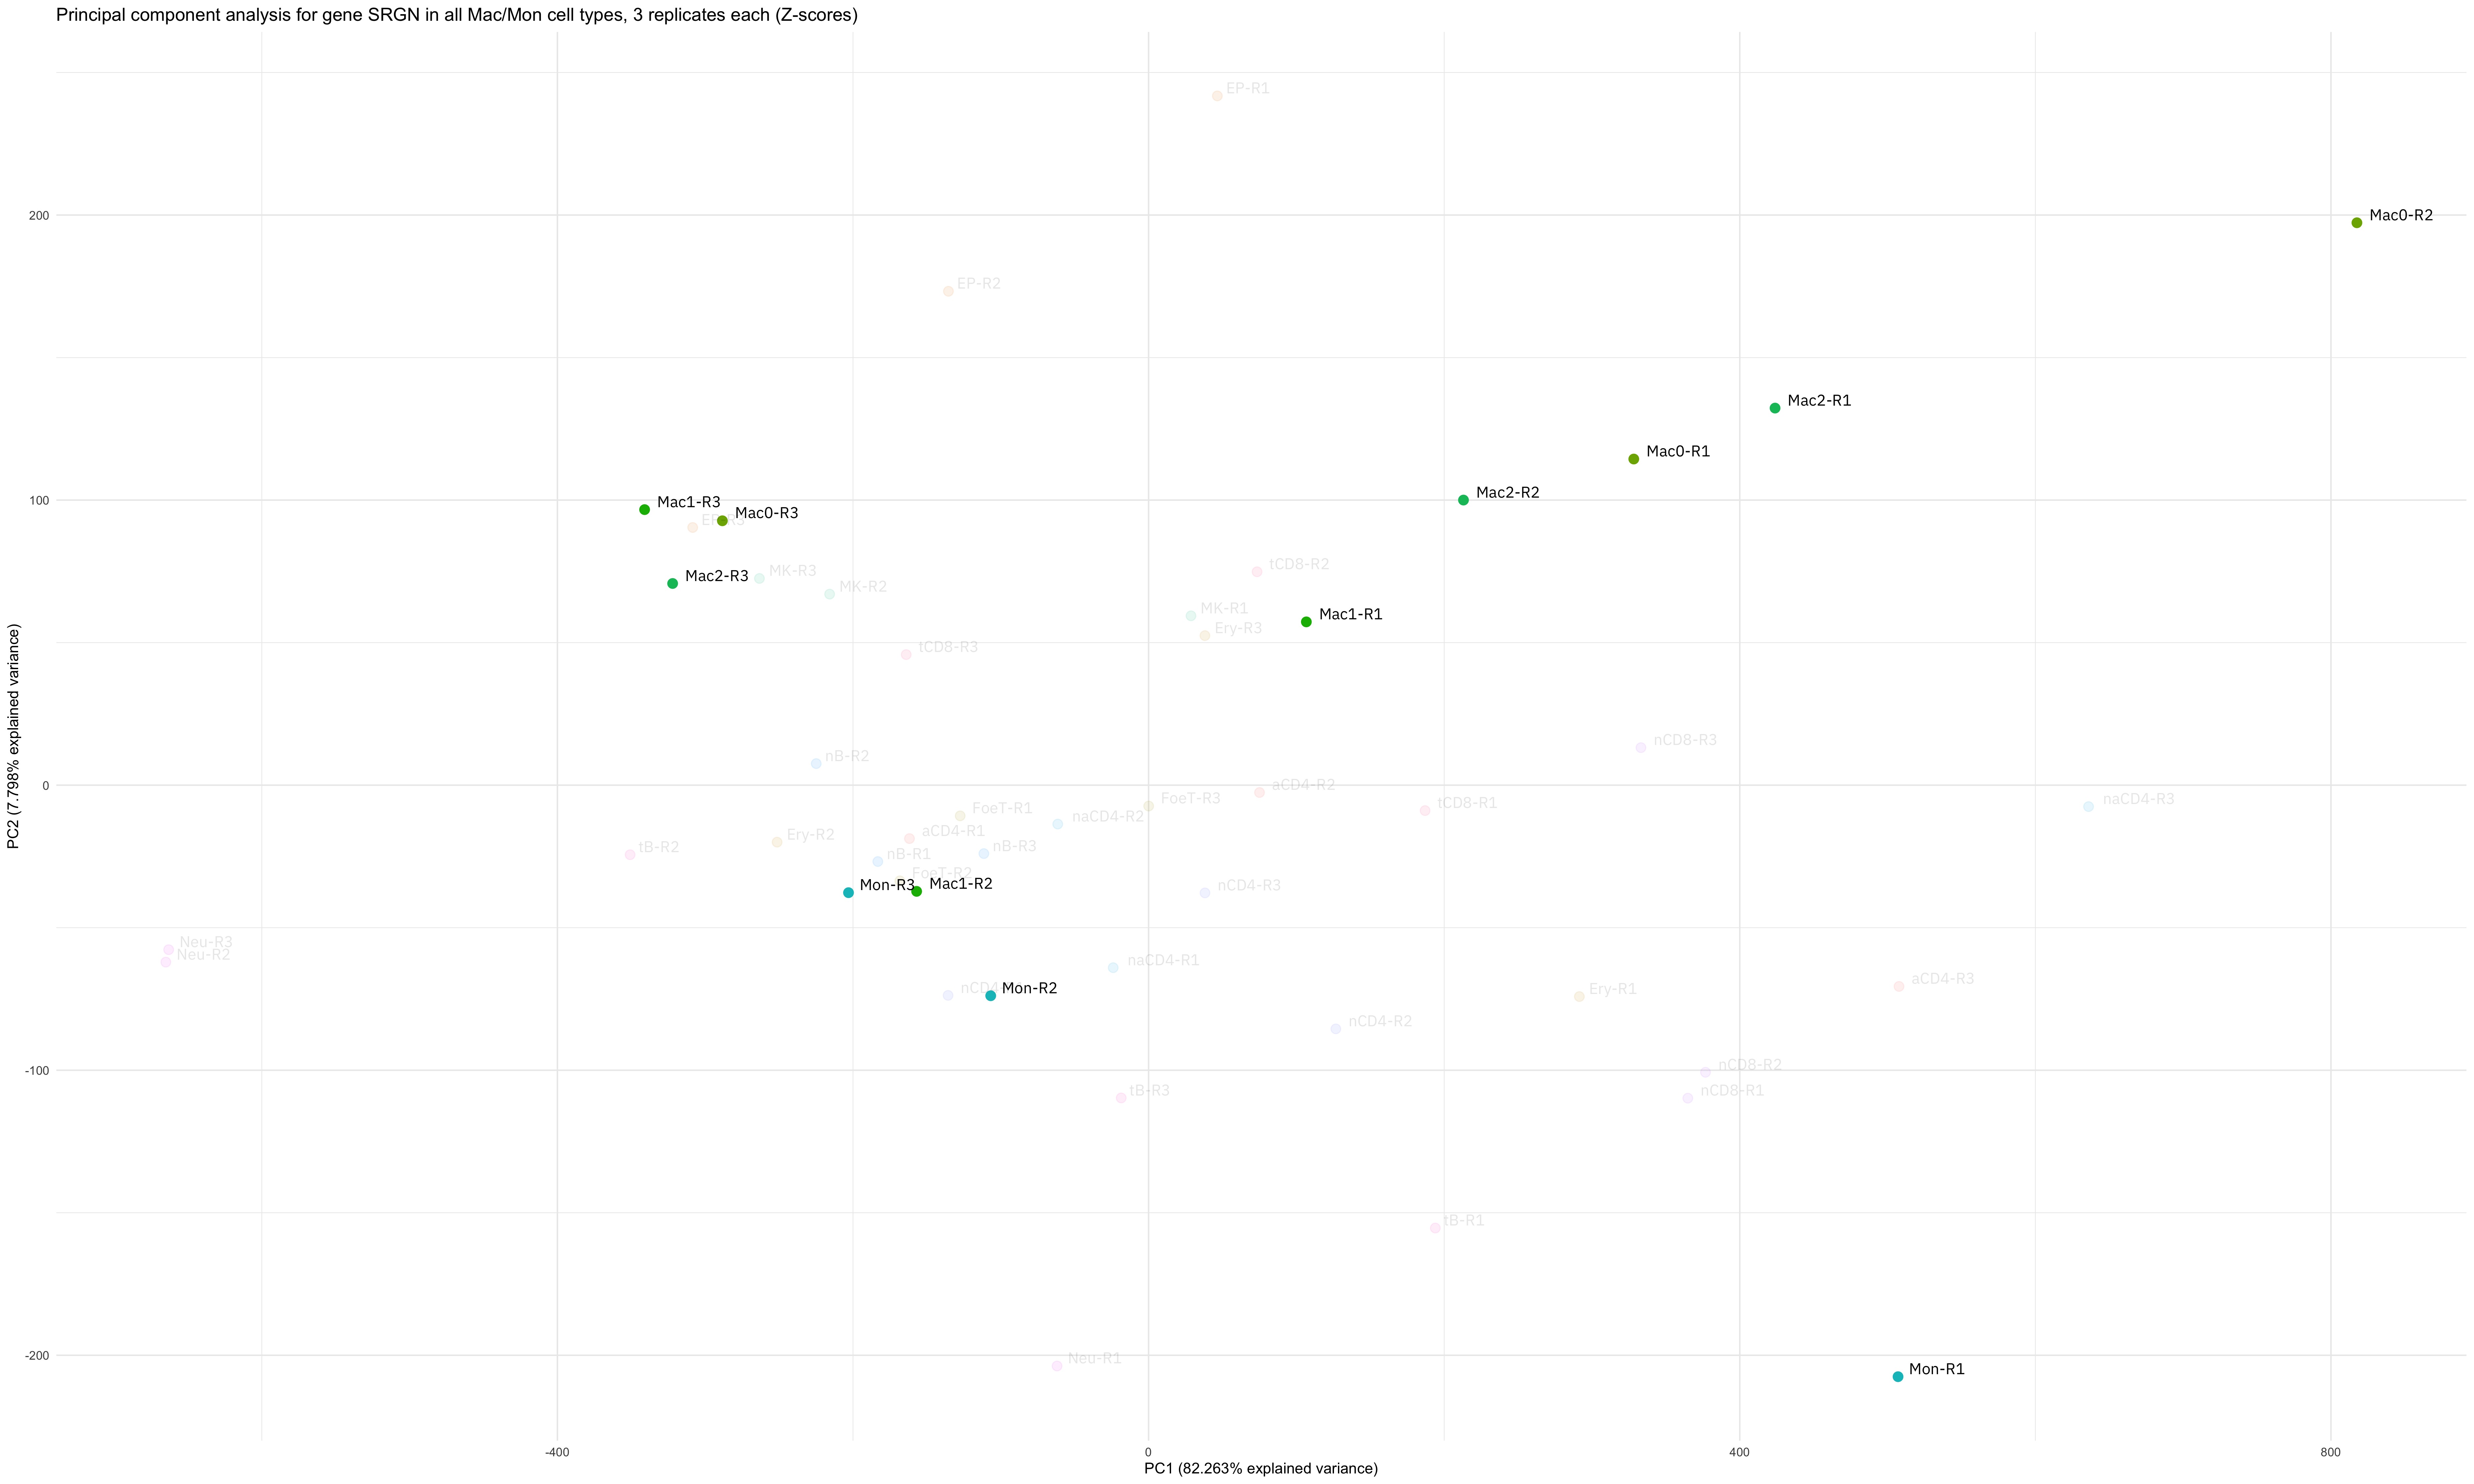 Principal component analysis for gene SRGN in all Mac/Mon cell types, 3 replicates each (Z-scores)
EP-R1
200
Mac0-R2
EP-R2
Mac2-R1
Mac0-R1
Mac2-R2
100
Mac1-R3
Mac0-R3
EP-R3
tCD8-R2
Mac2-R3
MK-R3
MK-R2
MK-R1
Mac1-R1
Ery-R3
tCD8-R3
nCD8-R3
nB-R2
0
aCD4-R2
FoeT-R3
naCD4-R3
tCD8-R1
FoeT-R1
naCD4-R2
aCD4-R1
Ery-R2
nB-R3
tB-R2
nB-R1
FoeT-R2
Mac1-R2
Mon-R3
nCD4-R3
Neu-R3
Neu-R2
naCD4-R1
aCD4-R3
nCD4
Mon-R2
Ery-R1
nCD4-R2
nCD8-R2
-100
tB-R3
nCD8-R1
tB-R1
-200
Neu-R1
Mon-R1
-400
0
400
800
PC1 (82.263% explained variance)
PC2 (7.798% explained variance)